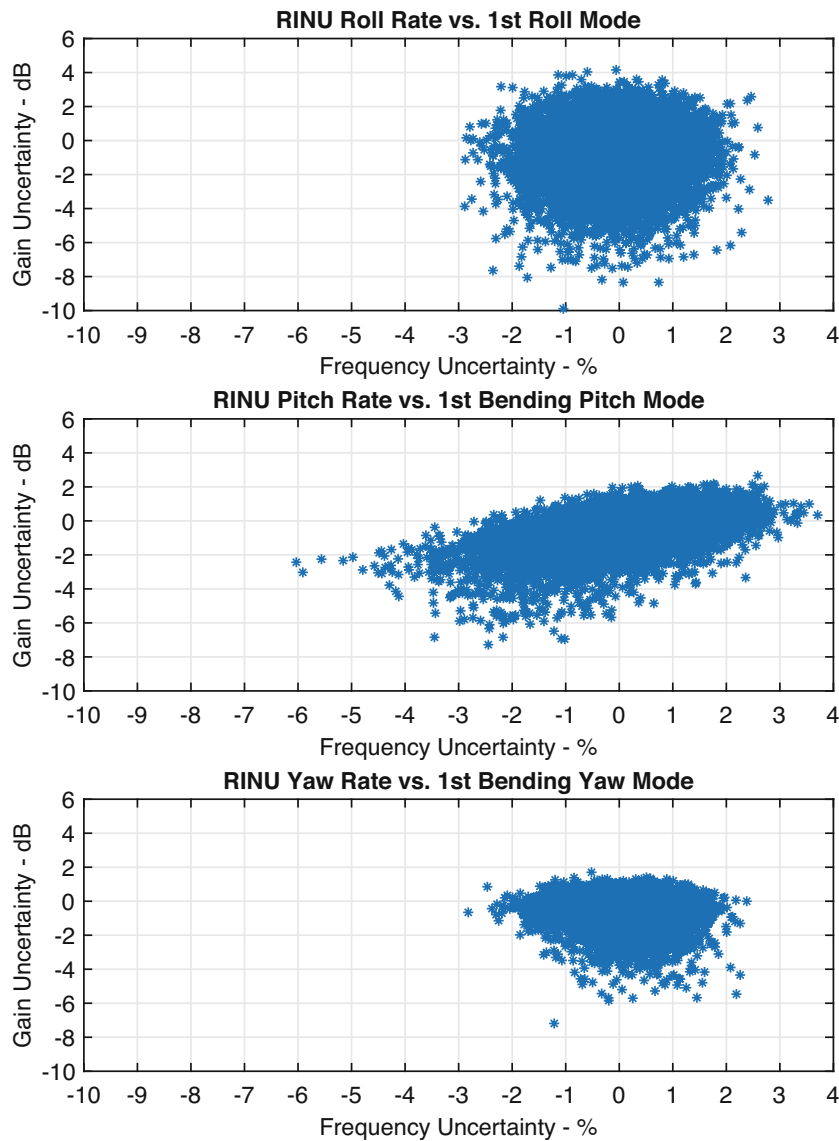 RINU Roll Rate vs. 1st Roll Mode
6
4
2
0
-2
-4
-6
-8
-10
Gain Uncertainty - dB
-10 -9 -8 -7 -6 -5 -4 -3 -2 -1 0 1 2 3 4
Frequency Uncertainty - %
RINU Pitch Rate vs. 1st Bending Pitch Mode
6
4
2
0
-2
-4
-6
-8
-10
Gain Uncertainty - dB
-10 -9 -8 -7 -6 -5 -4 -3 -2 -1 0 1 2 3 4
Frequency Uncertainty - %
RINU Yaw Rate vs. 1st Bending Yaw Mode
6
4
2
0
-2
-4
-6
-8
-10
Gain Uncertainty - dB
-10 -9 -8 -7 -6 -5 -4 -3 -2 -1 0 1 2 3 4
Frequency Uncertainty - %